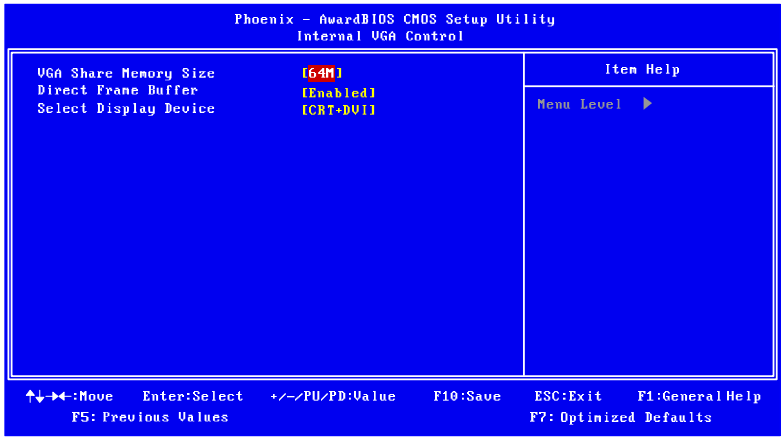 Phoenix - AwardBIOS CMOS Setup Utility
Internal VGA Control
VGA Share Memory Size [64M]
Direct Frame Buffer [Enabled]
Select Display Device [CRT+DVI]
Item Help
Menu Level ▶
↑↓→←:Move Enter:Select +/-/PU/PD:Value F10:Save ESC:Exit F1:General Help
F5: Previous Values F7: Optimized Defaults